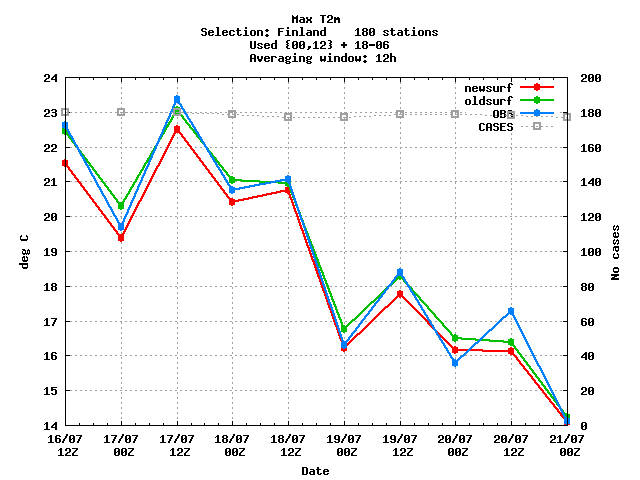 Max T2m
Selection: Finland 180 stations
Used {00,12} + 18-06
Averaging window: 12h
newsurf
oldsurf
OBS
CASES
24
23
22
21
20
19
18
17
16
15
14
deg C
200
180
160
140
120
100
80
60
40
20
0
No cases
16/07 17/07 17/07 18/07 18/07 19/07 19/07 20/07 20/07 21/07
12Z 00Z 12Z 00Z 12Z 00Z 12Z 00Z 12Z 00Z
Date